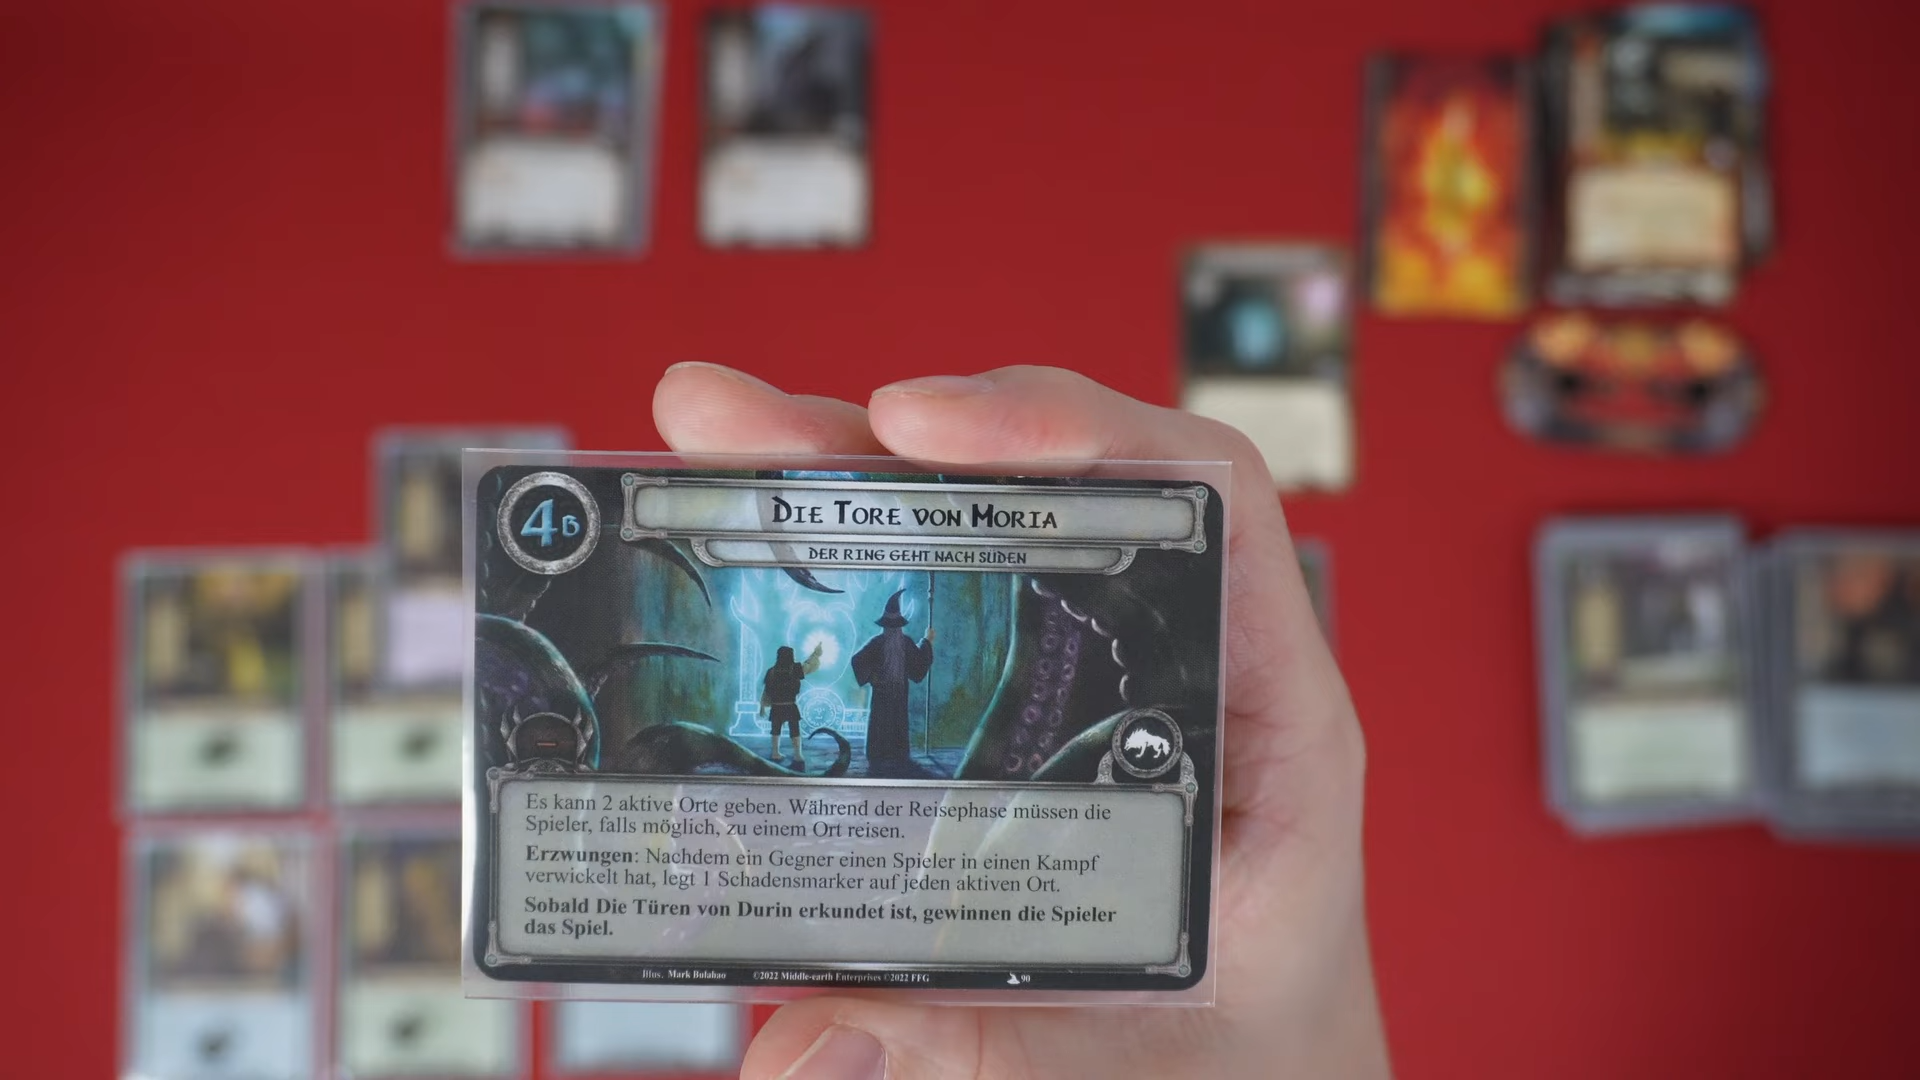 4B
DIE TORE VON MORIA
DER RING GEHT NACH SÜDEN
–
Es kann 2 aktive Orte geben. Während der Reisephase müssen die
Spieler, falls möglich, zu einem Ort reisen.
Erzwungen: Nachdem ein Gegner einen Spieler in einen Kampf
verwickelt hat, legt 1 Schadensmarker auf jeden aktiven Ort.
Sobald Die Türen von Durin erkundet ist, gewinnen die Spieler
das Spiel.
Illus. Mark Bulahao ©2022 Middle-earth Enterprises ©2022 FFG 90